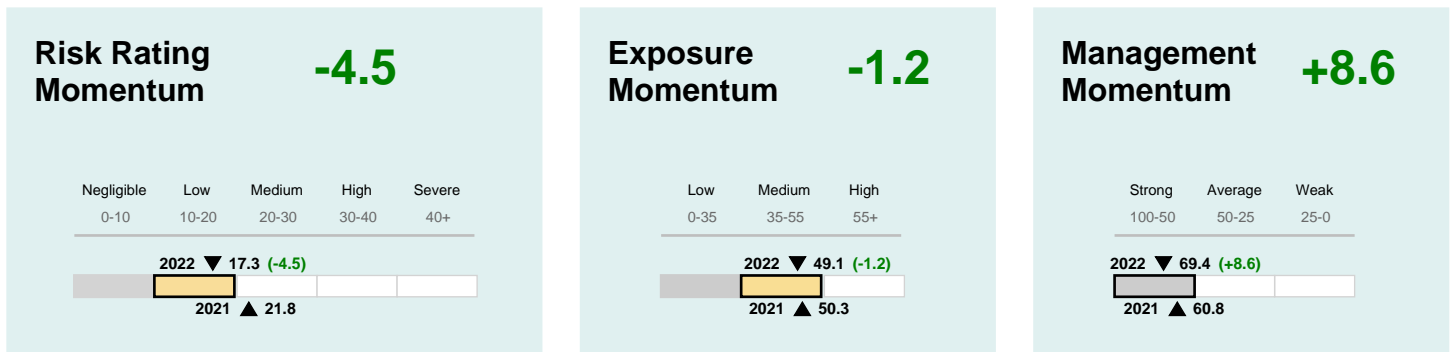 Risk Rating
Momentum
-4.5
Negligible Low Medium High Severe
0-10 10-20 20-30 30-40 40+
2022 ▼ 17.3 (-4.5)
2021 ▲ 21.8
Exposure
Momentum
-1.2
Low Medium High
0-35 35-55 55+
2022 ▼ 49.1 (-1.2)
2021 ▲ 50.3
Management
Momentum
+8.6
Strong Average Weak
100-50 50-25 25-0
2022 ▼ 69.4 (+8.6)
2021 ▲ 60.8